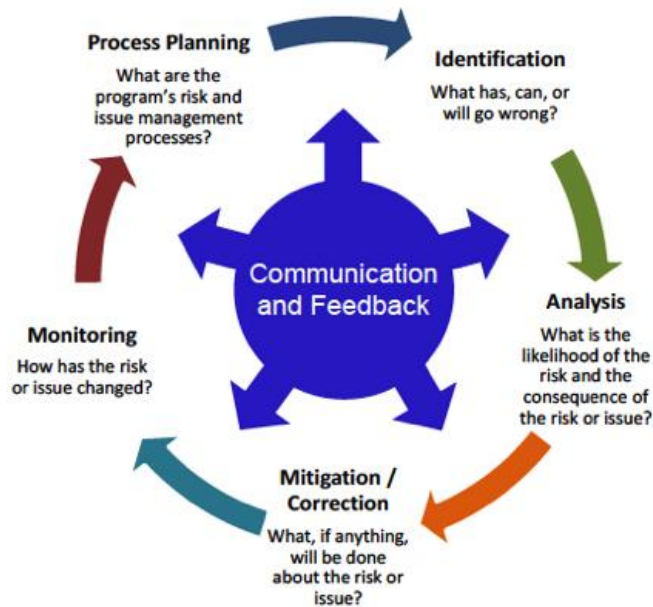 Process Planning
What are the
program's risk and
issue management
processes?
Identification
What has, can, or
will go wrong?
Communication
and Feedback
Analysis
What is the
likelihood of the
risk and the
consequence of
the risk or issue?
Monitoring
How has the risk
or issue changed?
Mitigation /
Correction
What, if anything,
will be done
about the risk or
issue?